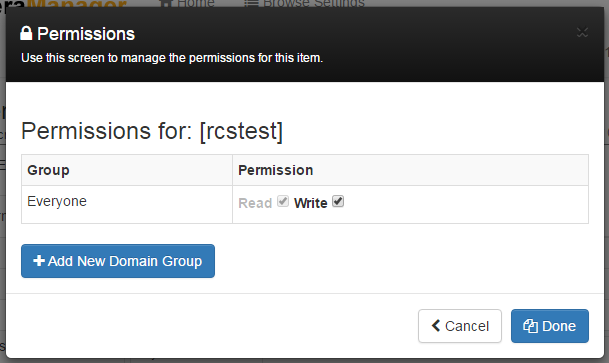 Manager Home Browse Settings
Permissions
Use this screen to manage the permissions for this item.
Permissions for: [rcstest]
Group Permission
Everyone Read Write
Add New Domain Group
Cancel Done